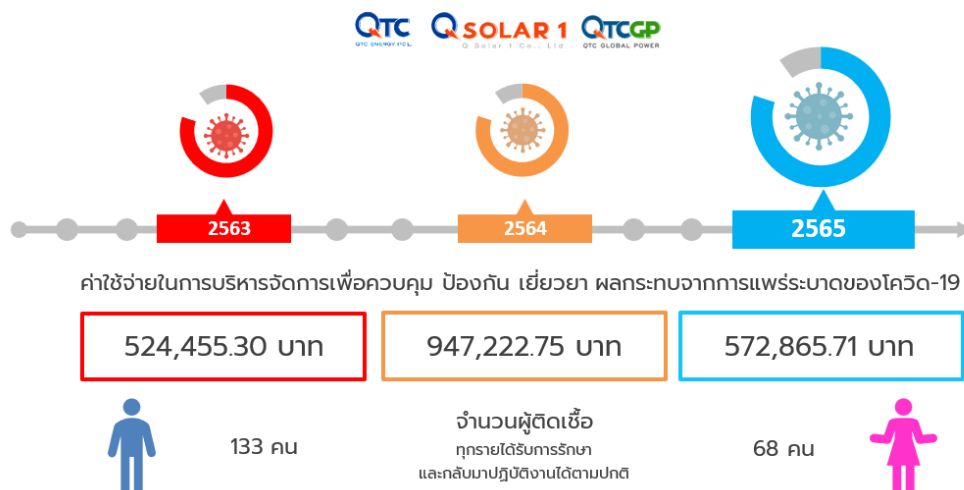 QTC
QTC ENERGY PCL.
Q SOLAR 1
Q Solar 1 Co., Ltd.
QTCGP
QTC GLOBAL POWER
2563
2564
2565
ค่าใช้จ่ายในการบริหารจัดการเพื่อควบคุม ป้องกัน เยี่ยวยา ผลกระทบจากการแพร่ระบาดของโควิด-19
524,455.30 บาท
947,222.75 บาท
572,865.71 บาท
133 คน
จำนวนผู้ติดเชื้อ
ทุกรายได้รับการรักษา
และกลับมาปฏิบัติงานได้ตามปกติ
68 คน